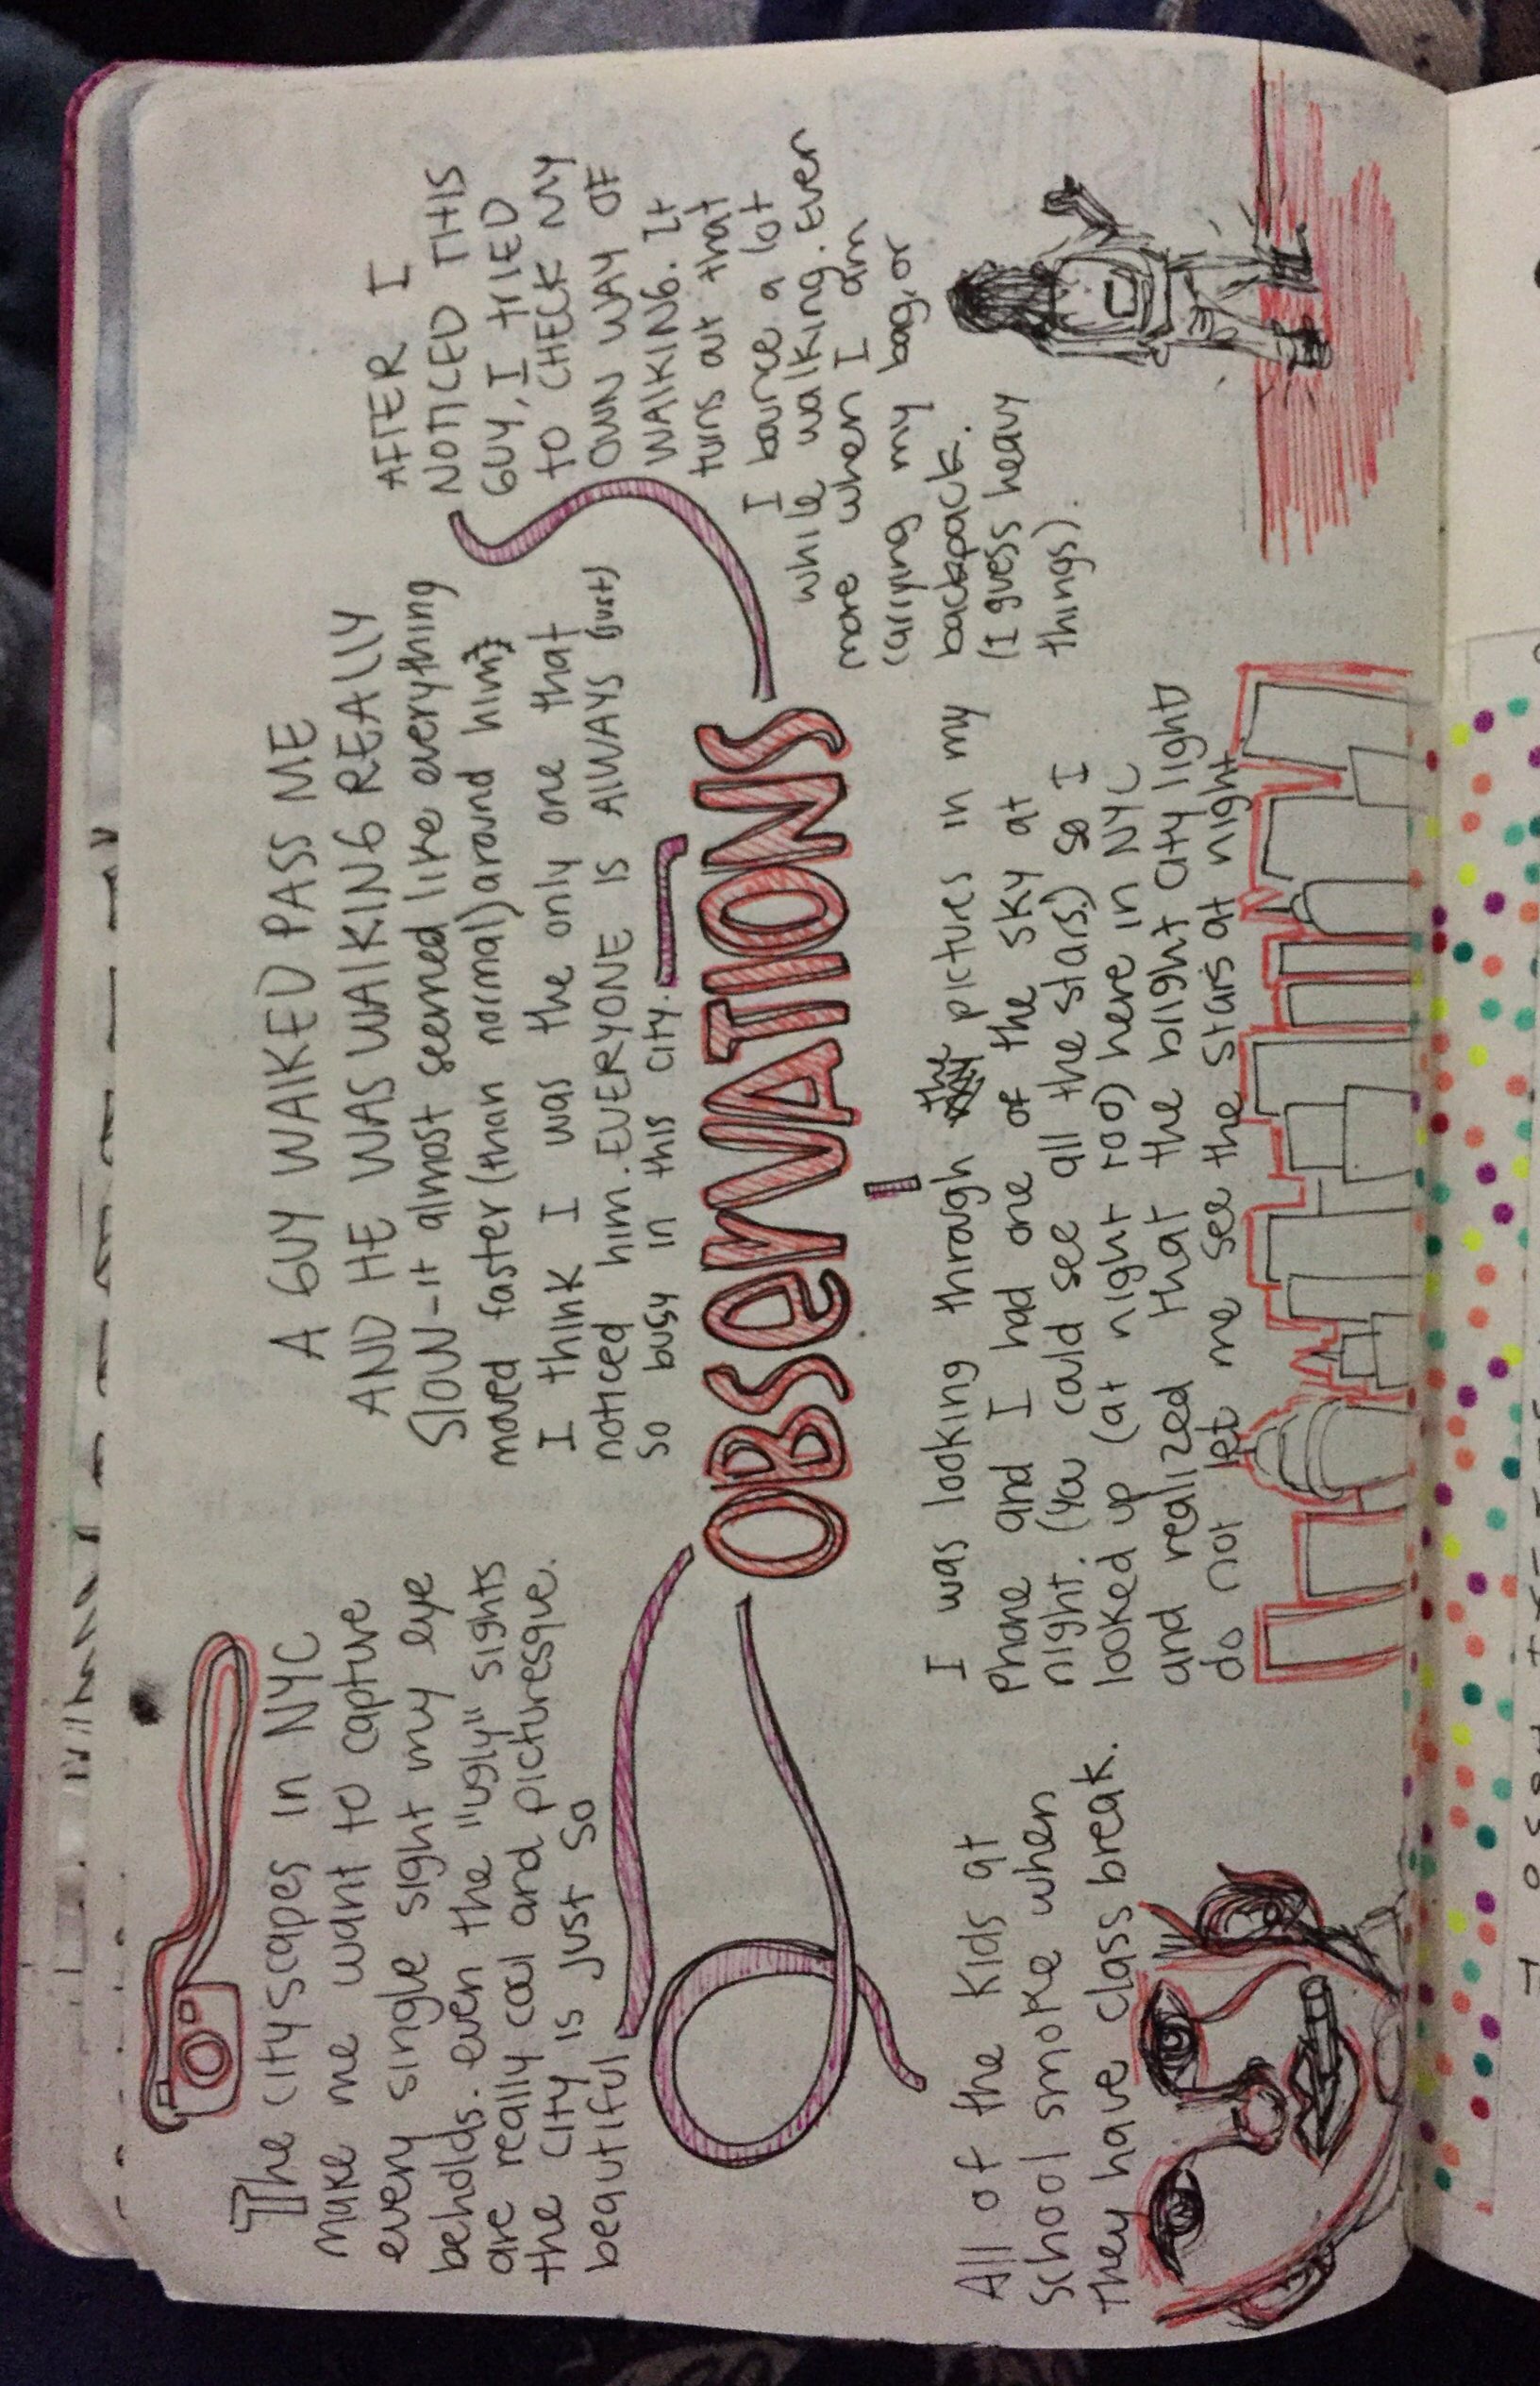 The cityscapes in NYC
make me want to capture
every single sight my eye
beholds. even the "ugly" sights
are really cool and picturesque.
the city is just so
beautiful
A GUY WAlKED PASS ME
AND HE WAS WAlKING REAllY
SlOW - it almost seemed like everything
moved faster (than normal) around him.
I think I was the only one that
noticed him. EVERYONE IS AlWAYS (just)
so busy in this city.
AFTER I
NOTICED THIS
GUY, I TRIED
TO CHECK MY
OWN WAY OF
WAlKING. It
turns out that
I bounce a lot
while walking. Even
more when I am
carrying my bag, or
backpack.
(I guess heavy
things).
OBSeRVATIONS
All of the kids at
School smoke when
they have class break.
I was looking through the pictures in my
phone and I had one of the sky at
night. (you could see all the stars.) so I
looked up (at night too) here in NYC
and realized that the bright city light
do not let me see the stars at night